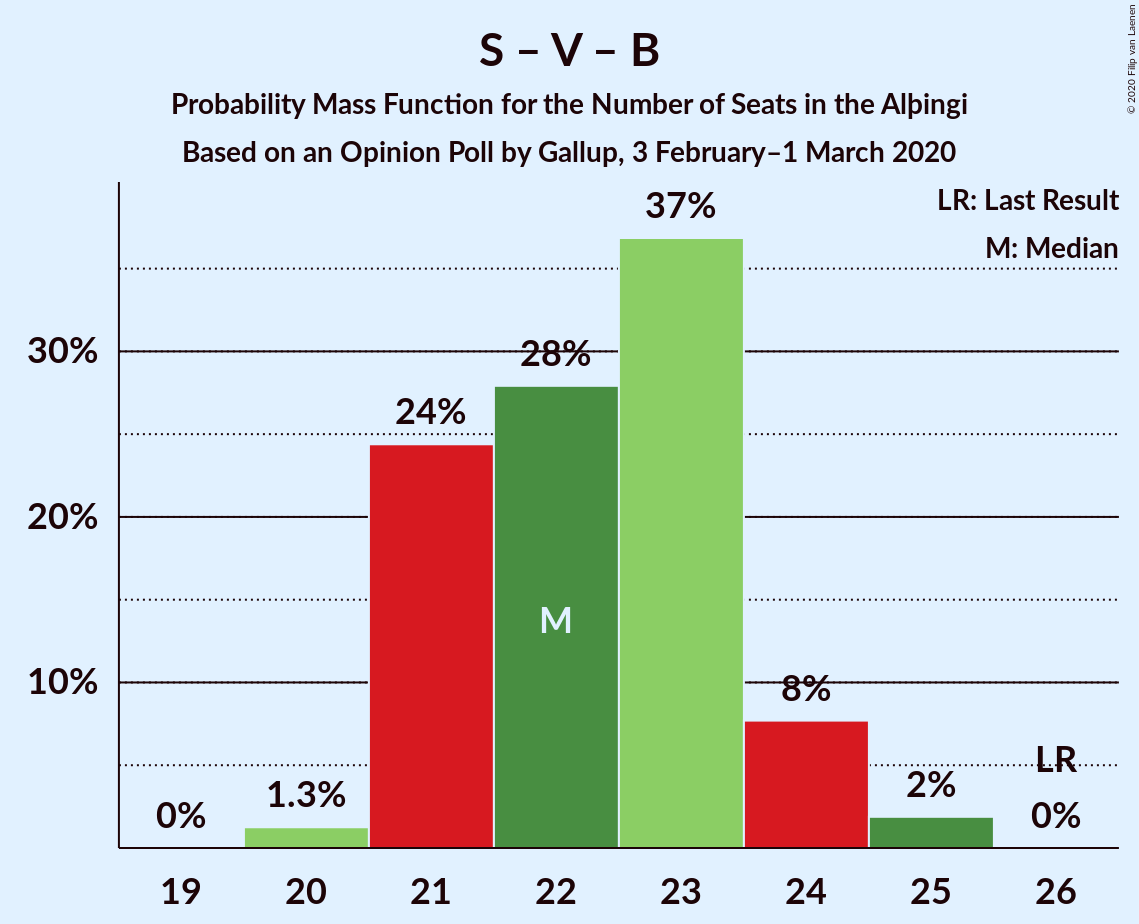 S – V – B
Probability Mass Function for the Number of Seats in the Alþingi
Based on an Opinion Poll by Gallup, 3 February–1 March 2020
© 2020 Filip van Laenen
LR: Last Result
M: Median
37%
30%
28%
24%
20%
M
10%
8%
LR
2%
1.3%
0%
0%
19 20 21 22 23 24 25 26